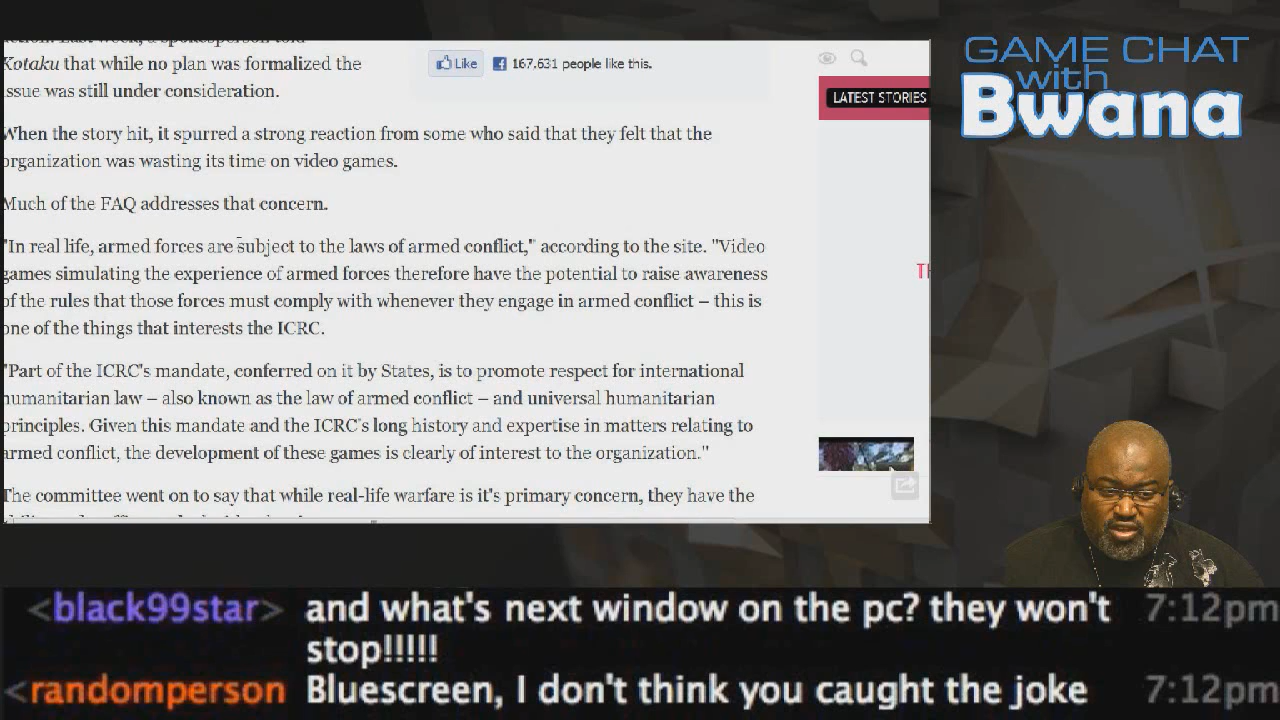 Kotaku that while no plan was formalized the
issue was still under consideration.
Like
167,631 people like this.
LATEST STORIES
GAME CHAT
with
Bwana
When the story hit, it spurred a strong reaction from some who said that they felt that the
organization was wasting its time on video games.
Much of the FAQ addresses that concern.
"In real life, armed forces are subject to the laws of armed conflict," according to the site. "Video
games simulating the experience of armed forces therefore have the potential to raise awareness
of the rules that those forces must comply with whenever they engage in armed conflict – this is
one of the things that interests the ICRC.
"Part of the ICRC's mandate, conferred on it by States, is to promote respect for international
humanitarian law – also known as the law of armed conflict – and universal humanitarian
principles. Given this mandate and the ICRC's long history and expertise in matters relating to
armed conflict, the development of these games is clearly of interest to the organization."
The committee went on to say that while real-life warfare is it's primary concern, they have the
<black99star> and what's next window on the pc? they won't 7:12pm
stop!!!!!
<randomperson Bluescreen, I don't think you caught the joke 7:12pm